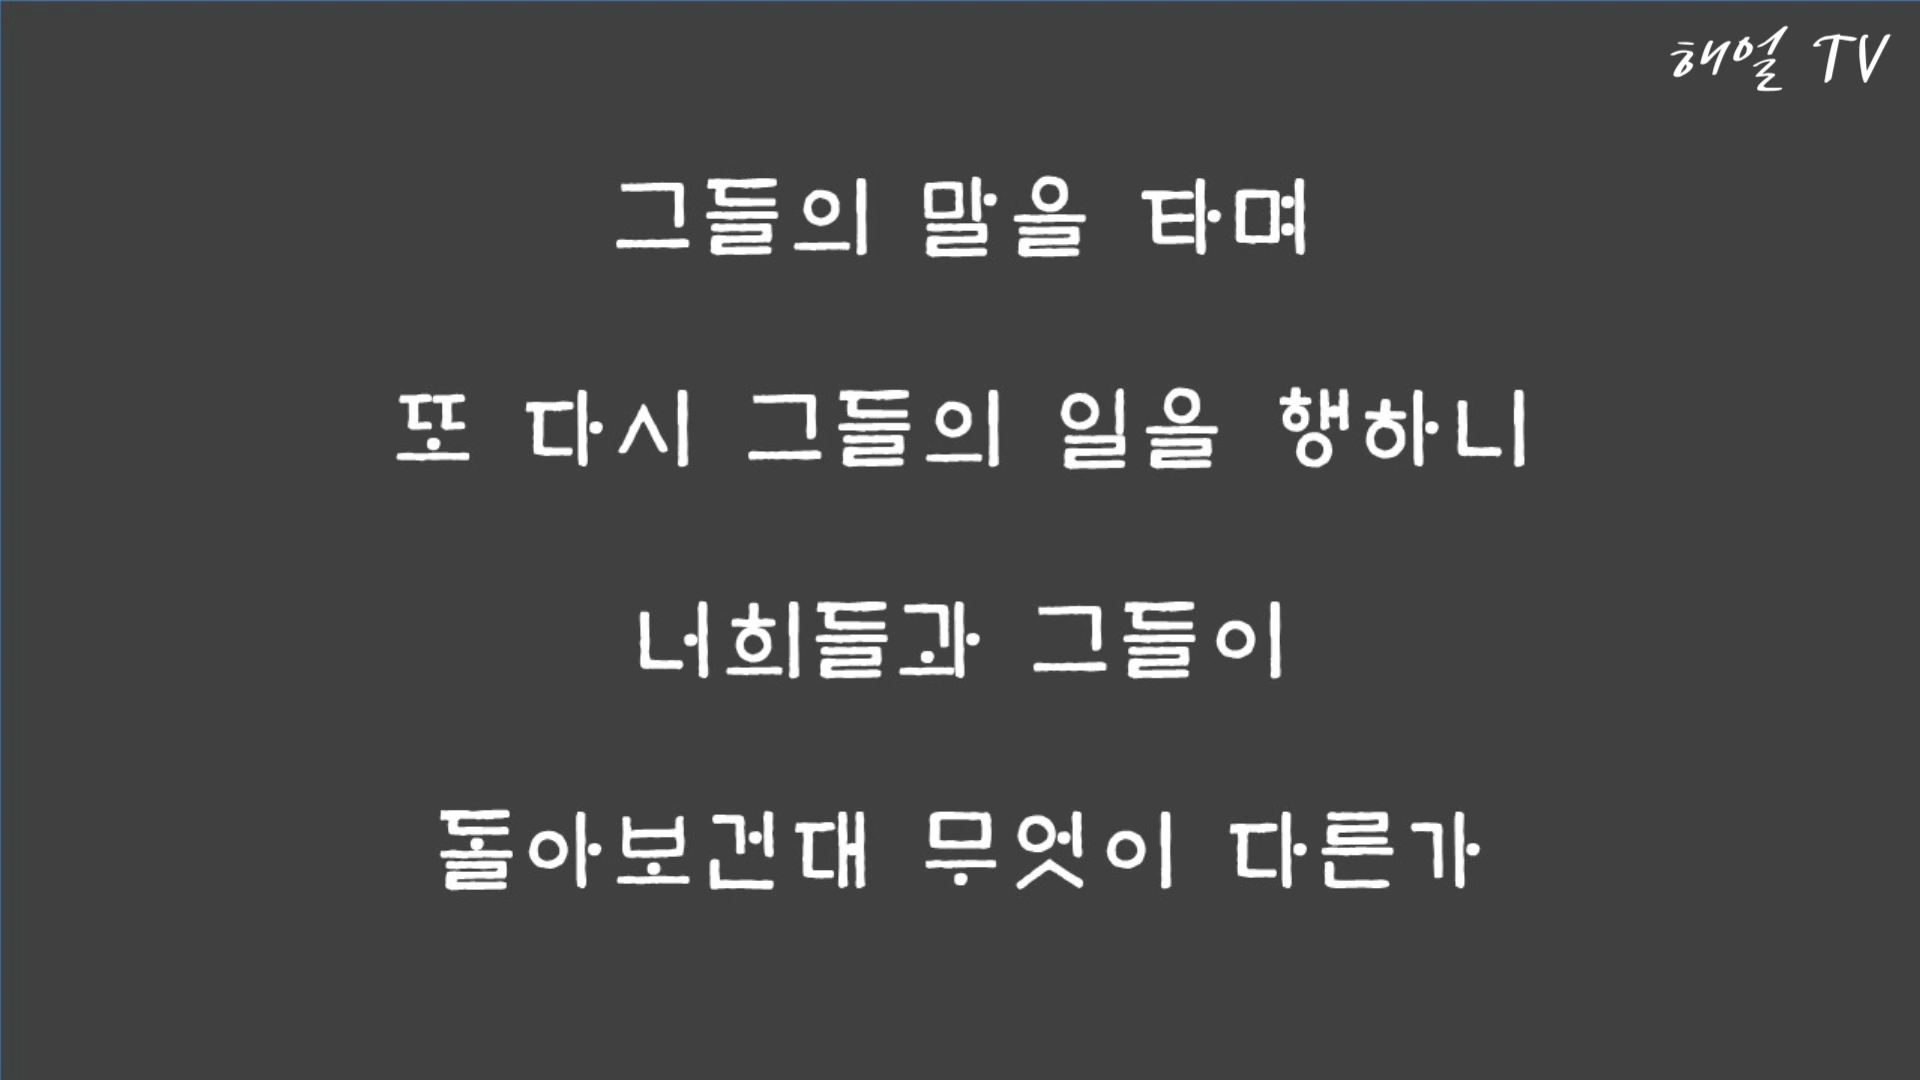 해얼 TV
그들의 말을 타며
또 다시 그들의 일을 행하니
너희들과 그들이
돌아보건대 무엇이 다른가